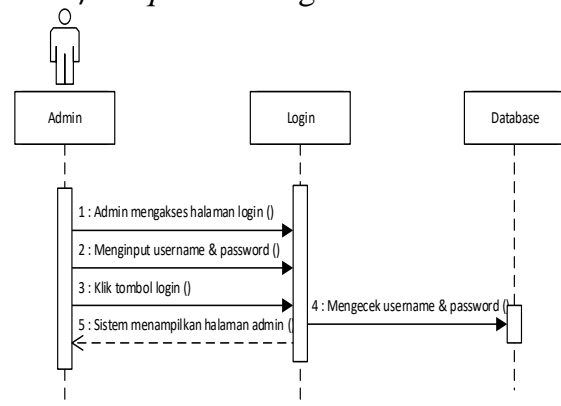 Admin
Login
Database
1 : Admin mengakses halaman login ()
2 : Menginput username & password ()
3 : Klik tombol login ()
4 : Mengecek username & password ()
5 : Sistem menampilkan halaman admin ()